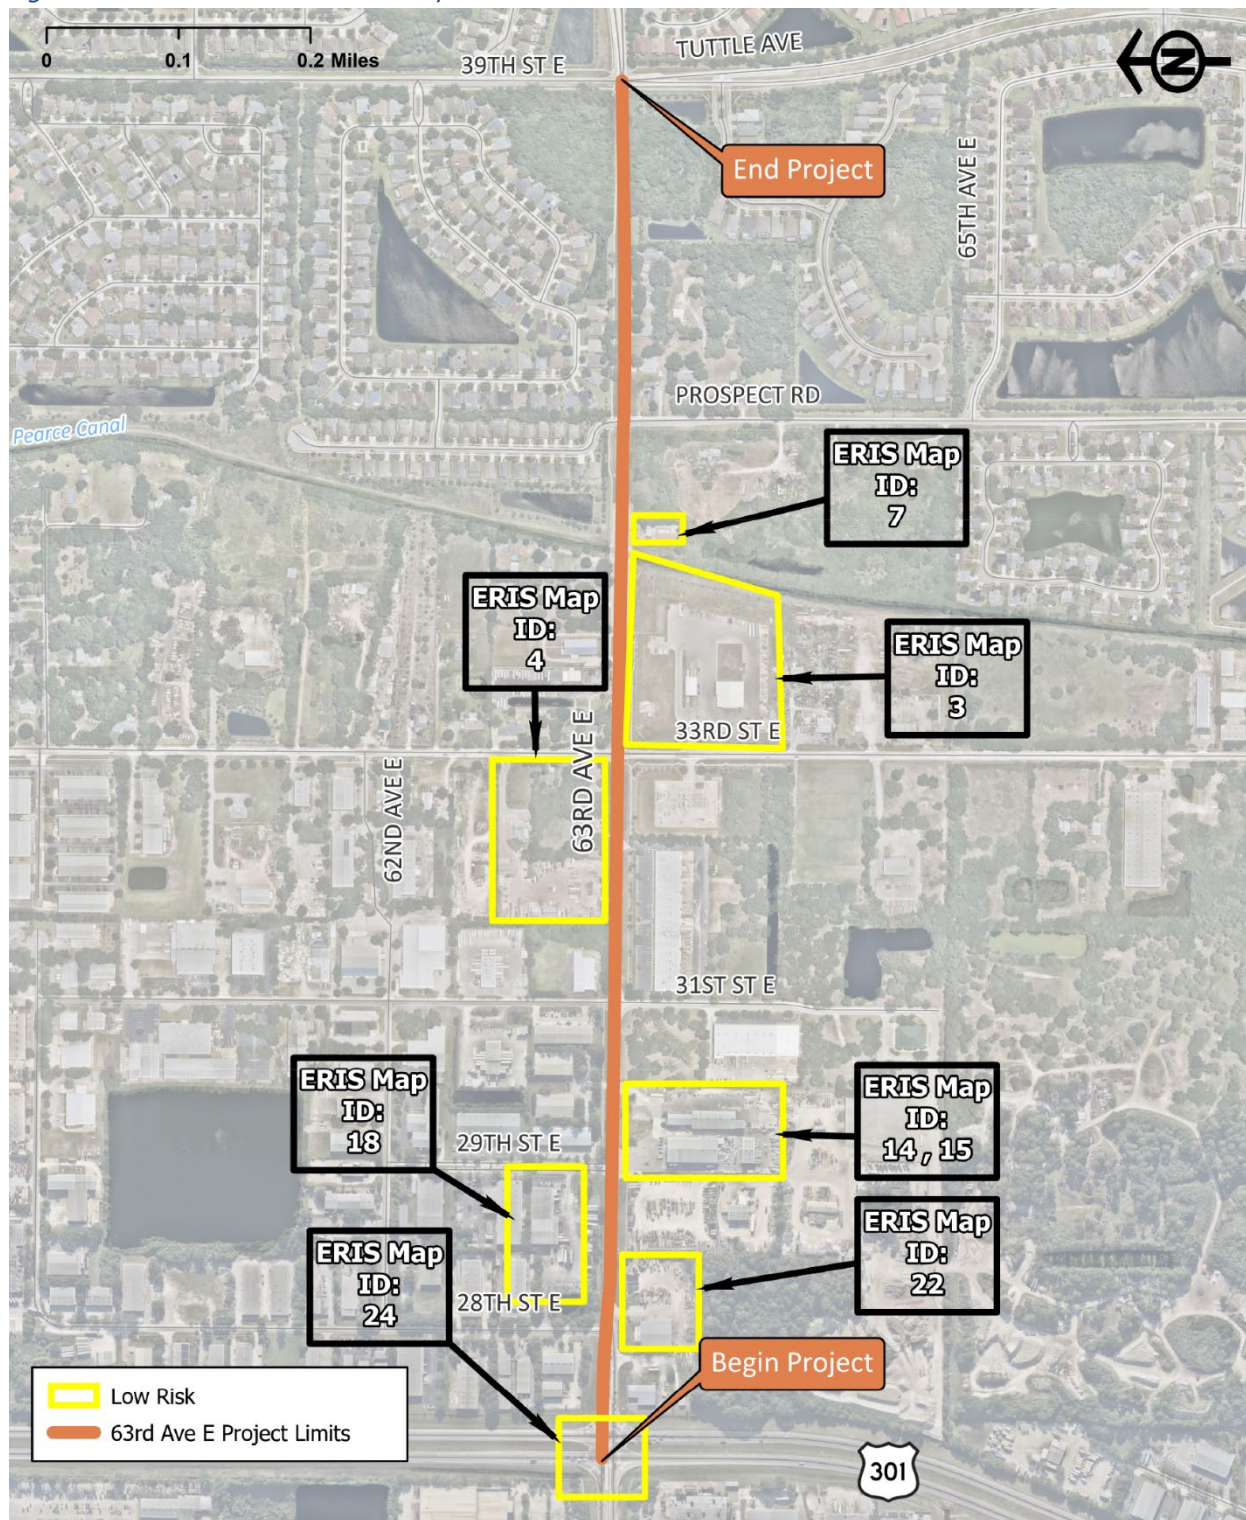 0 0.1 0.2 Miles
39TH ST E
TUTTLE AVE
N
End Project
65TH AVE E
PROSPECT RD
Pearce Canal
ERIS Map
ID:
7
ERIS Map
ID:
4
ERIS Map
ID:
3
33RD ST E
63RD AVE E
62ND AVE E
31ST ST E
ERIS Map
ID:
18
ERIS Map
ID:
14 , 15
29TH ST E
ERIS Map
ID:
22
ERIS Map
ID:
24
28TH ST E
Begin Project
Low Risk
63rd Ave E Project Limits
301